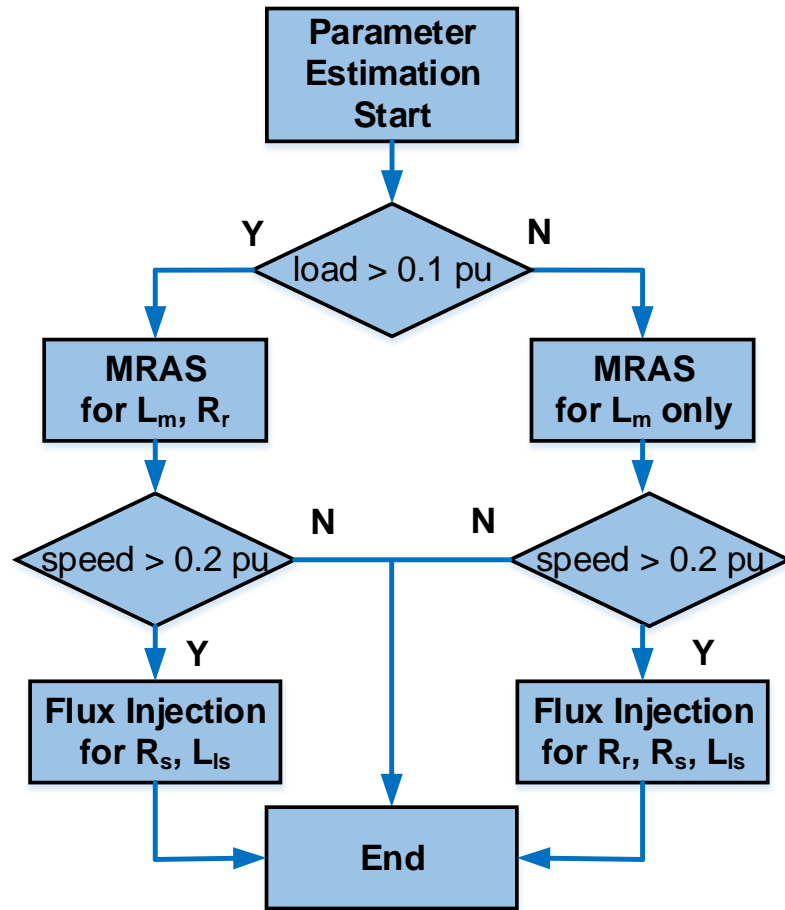 Parameter
Estimation
Start
Y
N
load > 0.1 pu
MRAS
for Lm, Rr
MRAS
for Lm only
N
N
speed > 0.2 pu
speed > 0.2 pu
Y
Y
Flux Injection
for Rs, Lls
Flux Injection
for Rr, Rs, Lls
End